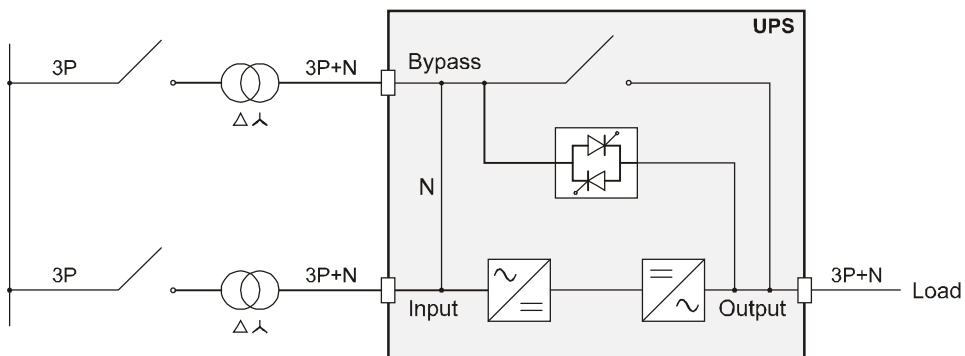 UPS
3P
3P+N
Bypass
N
3P
3P+N
Input
Output
3P+N
Load